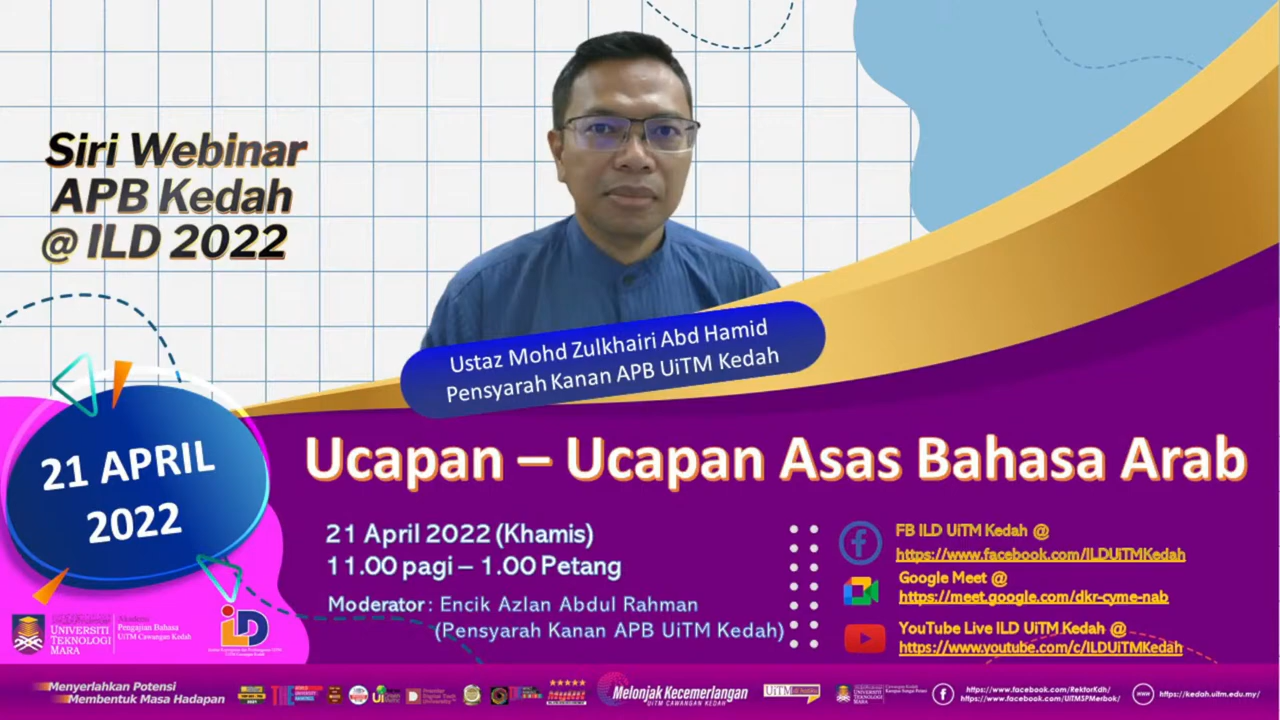 Siri Webinar
APB Kedah
@ ILD 2022
Ustaz Mohd Zulkhairi Abd Hamid
Pensyarah Kanan APB UiTM Kedah
21 APRIL
2022
Ucapan – Ucapan Asas Bahasa Arab
21 April 2022 (Khamis)
11.00 pagi – 1.00 Petang
Moderator : Encik Azlan Abdul Rahman
(Pensyarah Kanan APB UiTM Kedah)
FB ILD UiTM Kedah @
https://www.facebook.com/ILDUiTMKedah
Google Meet @
https://meet.google.com/dkr-cyme-nab
YouTube Live ILD UiTM Kedah @
https://www.youtube.com/c/ILDUiTMKedah
UNIVERSITI
TEKNOLOGI
MARA
Akademi
Pengajian Bahasa
UiTM Cawangan Kedah
iLD
Menyerlahkan Potensi
Membentuk Masa Hadapan
Melonjak Kecemerlangan
UiTM CAWANGAN KEDAH
UiTM
https://www.facebook.com/RektorKdh/
https://www.facebook.com/UiTMSPMerbok/
https://kedah.uitm.edu.my/